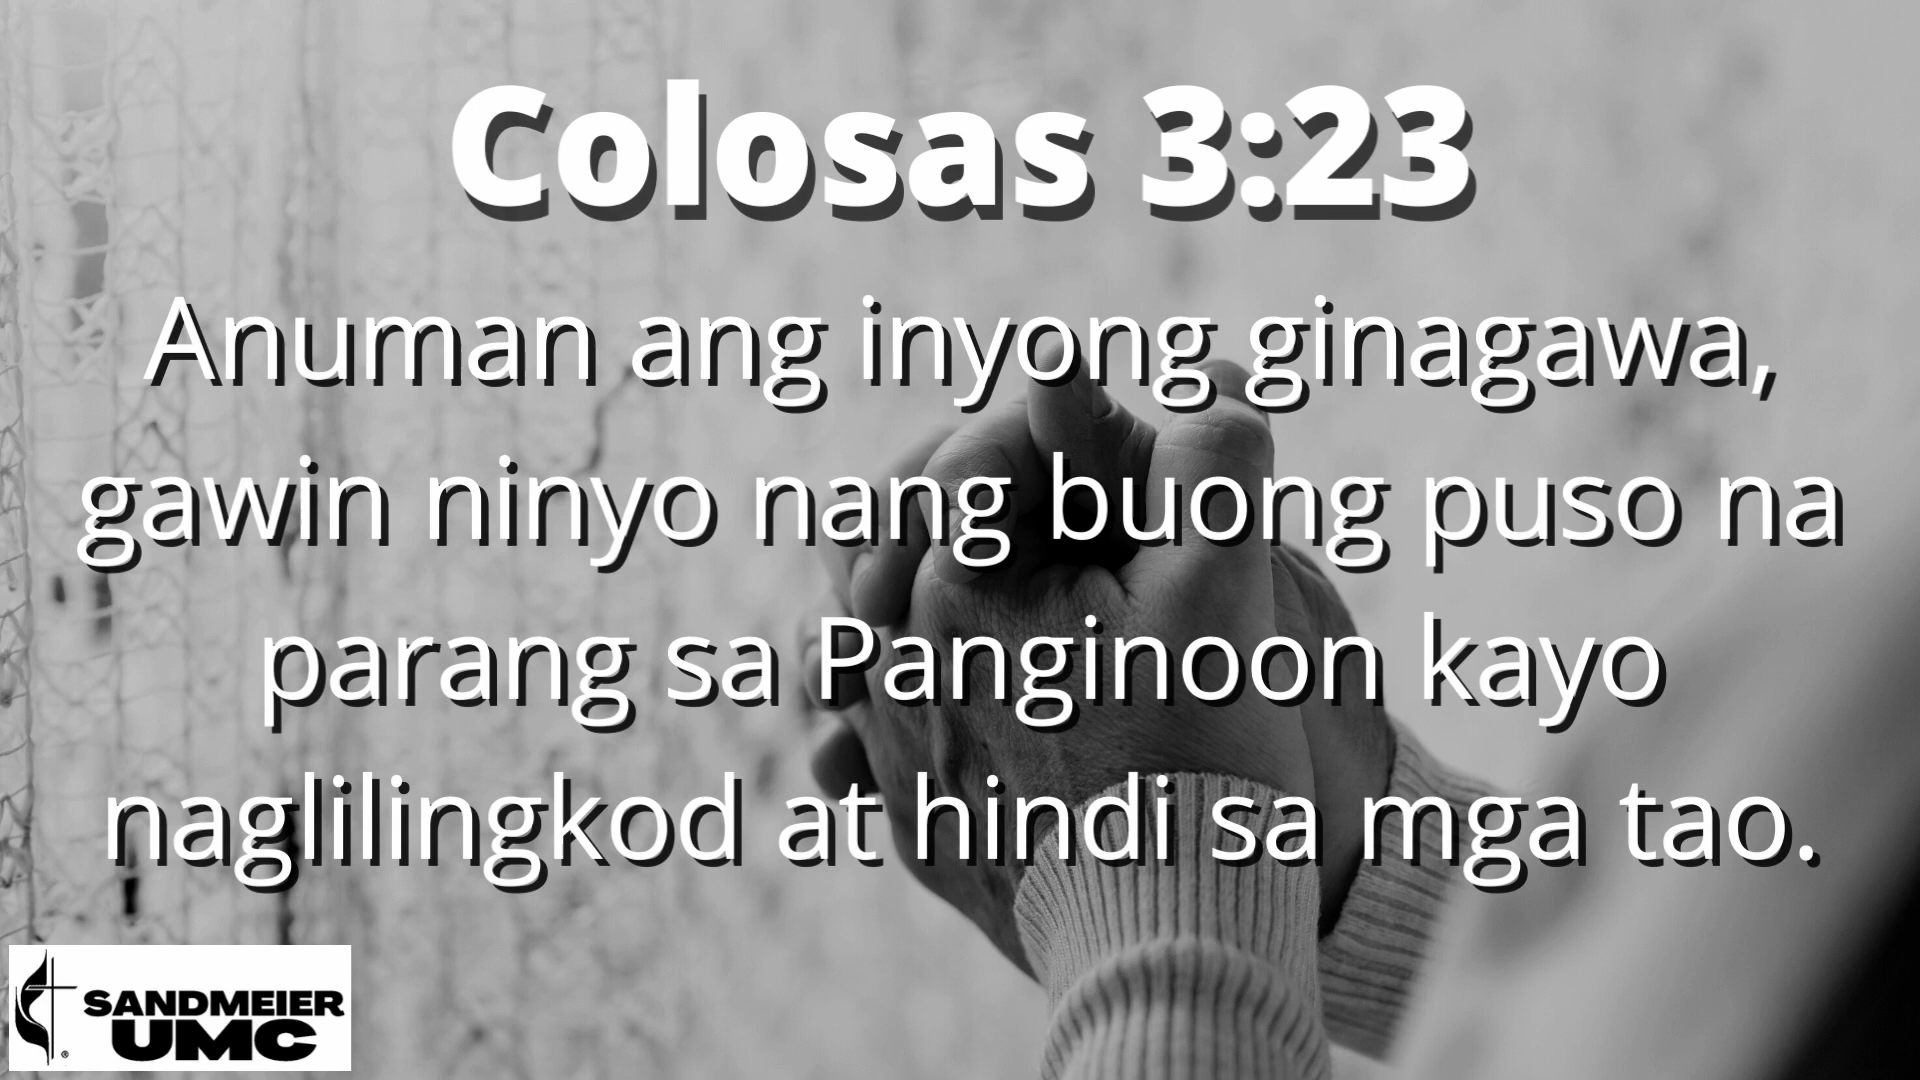 Colosas 3:23
Anuman ang inyong ginagawa,
gawin ninyo nang buong puso na
parang sa Panginoon kayo
naglilingkod at hindi sa mga tao.
SANDMEIER
UMC
®